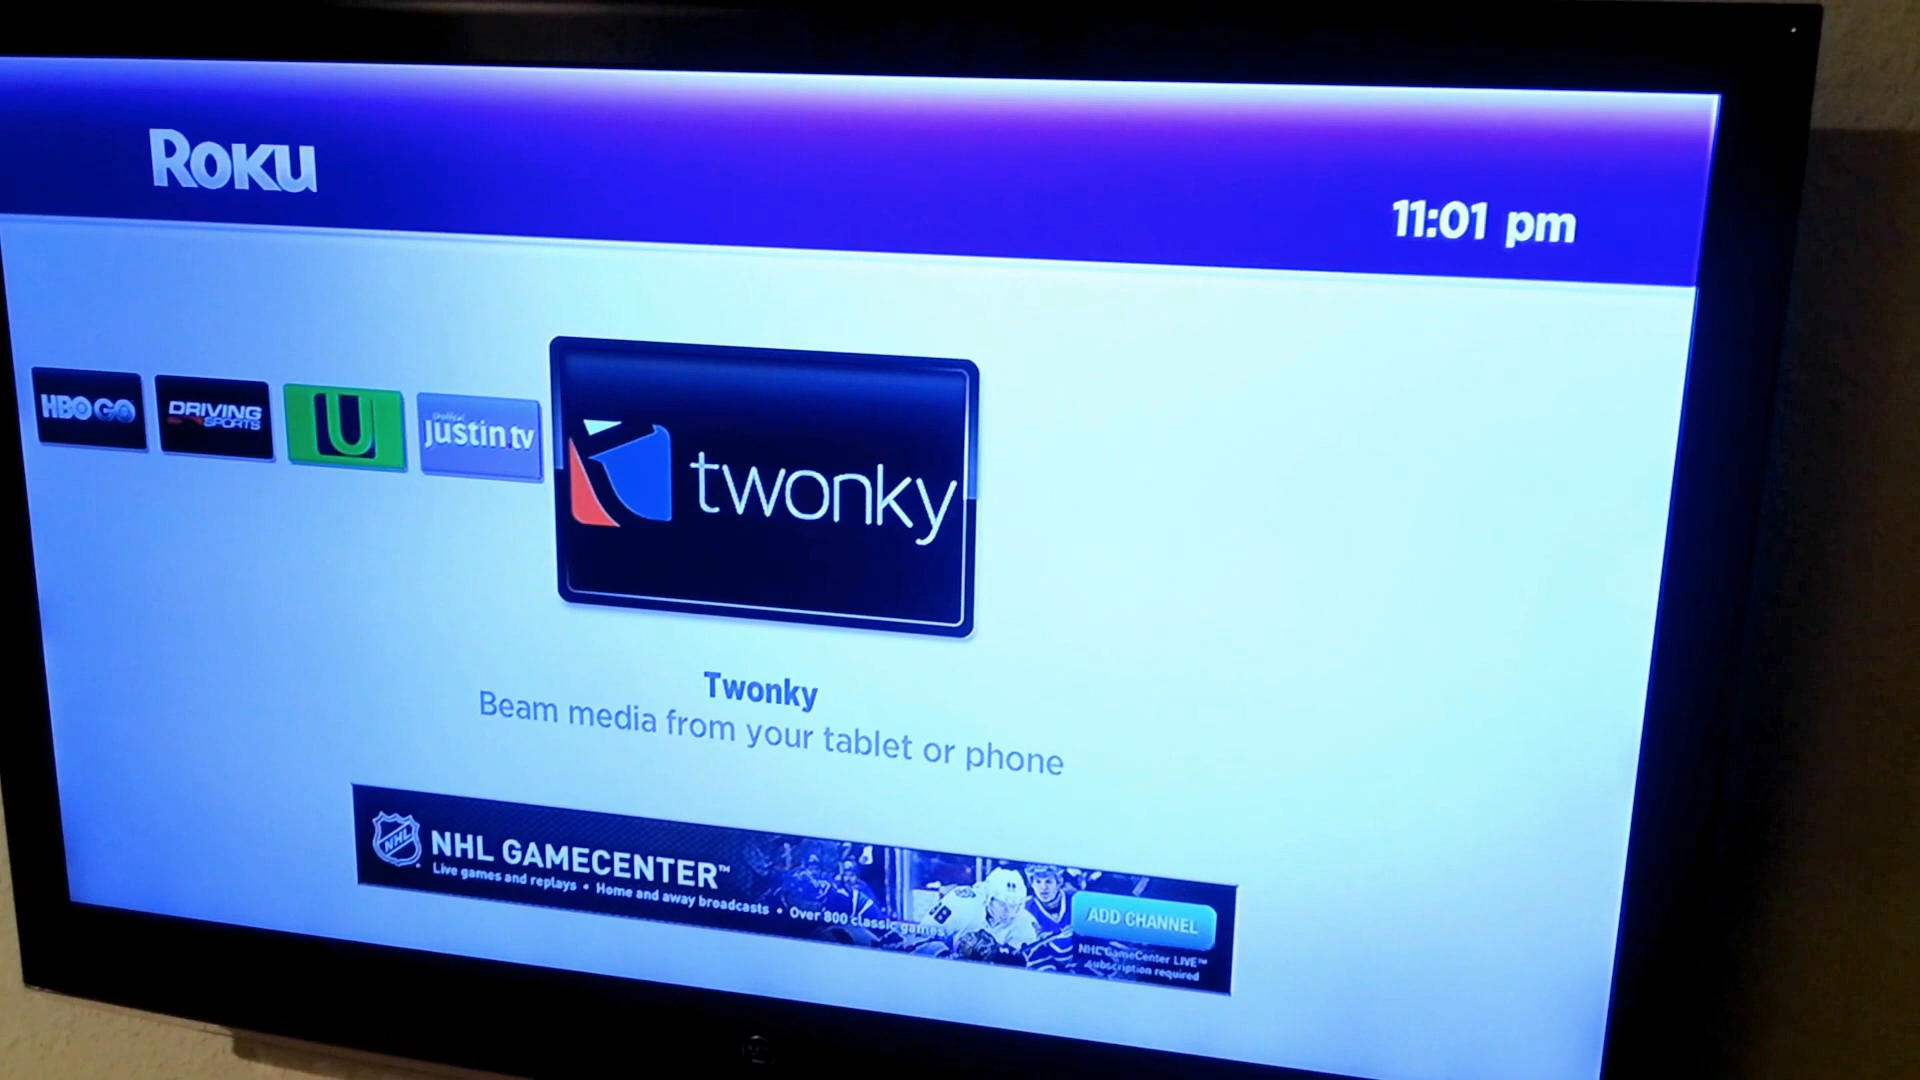 Roku
11:01 pm
HBO GO
DRIVING
SPORTS
U
Unofficial
justin.tv
twonky
Twonky
Beam media from your tablet or phone
NHL
NHL GAMECENTER™
Live games and replays • Home and away broadcasts • Over 800 classic games
ADD CHANNEL
NHL GameCenter LIVE™
subscription required